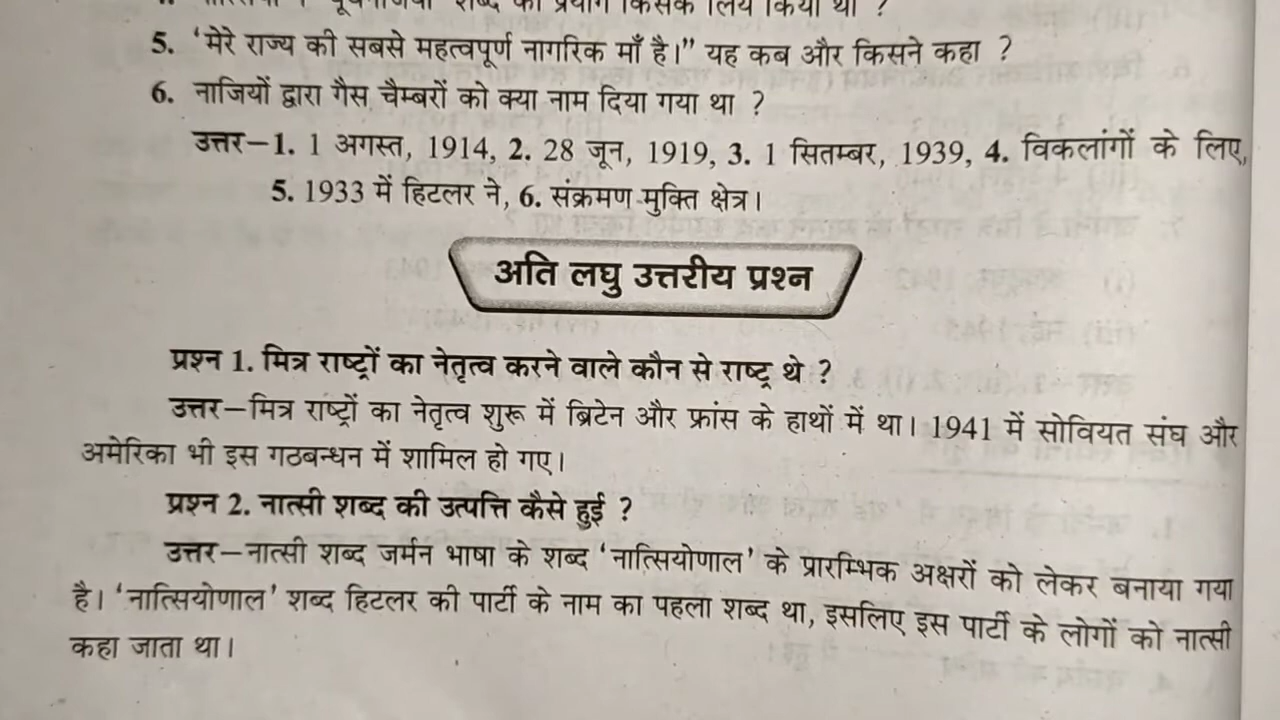 5. 'मेरे राज्य की सबसे महत्वपूर्ण नागरिक माँ है।" यह कब और किसने कहा ?
6. नाजियों द्वारा गैस चैम्बरों को क्या नाम दिया गया था ?
उत्तर–1. 1 अगस्त, 1914, 2. 28 जून, 1919, 3. 1 सितम्बर, 1939, 4. विकलांगों के लिए,
5. 1933 में हिटलर ने, 6. संक्रमण मुक्ति क्षेत्र।
अति लघु उत्तरीय प्रश्न
प्रश्न 1. मित्र राष्ट्रों का नेतृत्व करने वाले कौन से राष्ट्र थे ?
उत्तर–मित्र राष्ट्रों का नेतृत्व शुरू में ब्रिटेन और फ्रांस के हाथों में था। 1941 में सोवियत संघ और
अमेरिका भी इस गठबन्धन में शामिल हो गए।
प्रश्न 2. नात्सी शब्द की उत्पत्ति कैसे हुई ?
उत्तर–नात्सी शब्द जर्मन भाषा के शब्द 'नात्सियोणाल' के प्रारम्भिक अक्षरों को लेकर बनाया गया
है। 'नात्सियोणाल' शब्द हिटलर की पार्टी के नाम का पहला शब्द था, इसलिए इस पार्टी के लोगों को नात्सी
कहा जाता था।